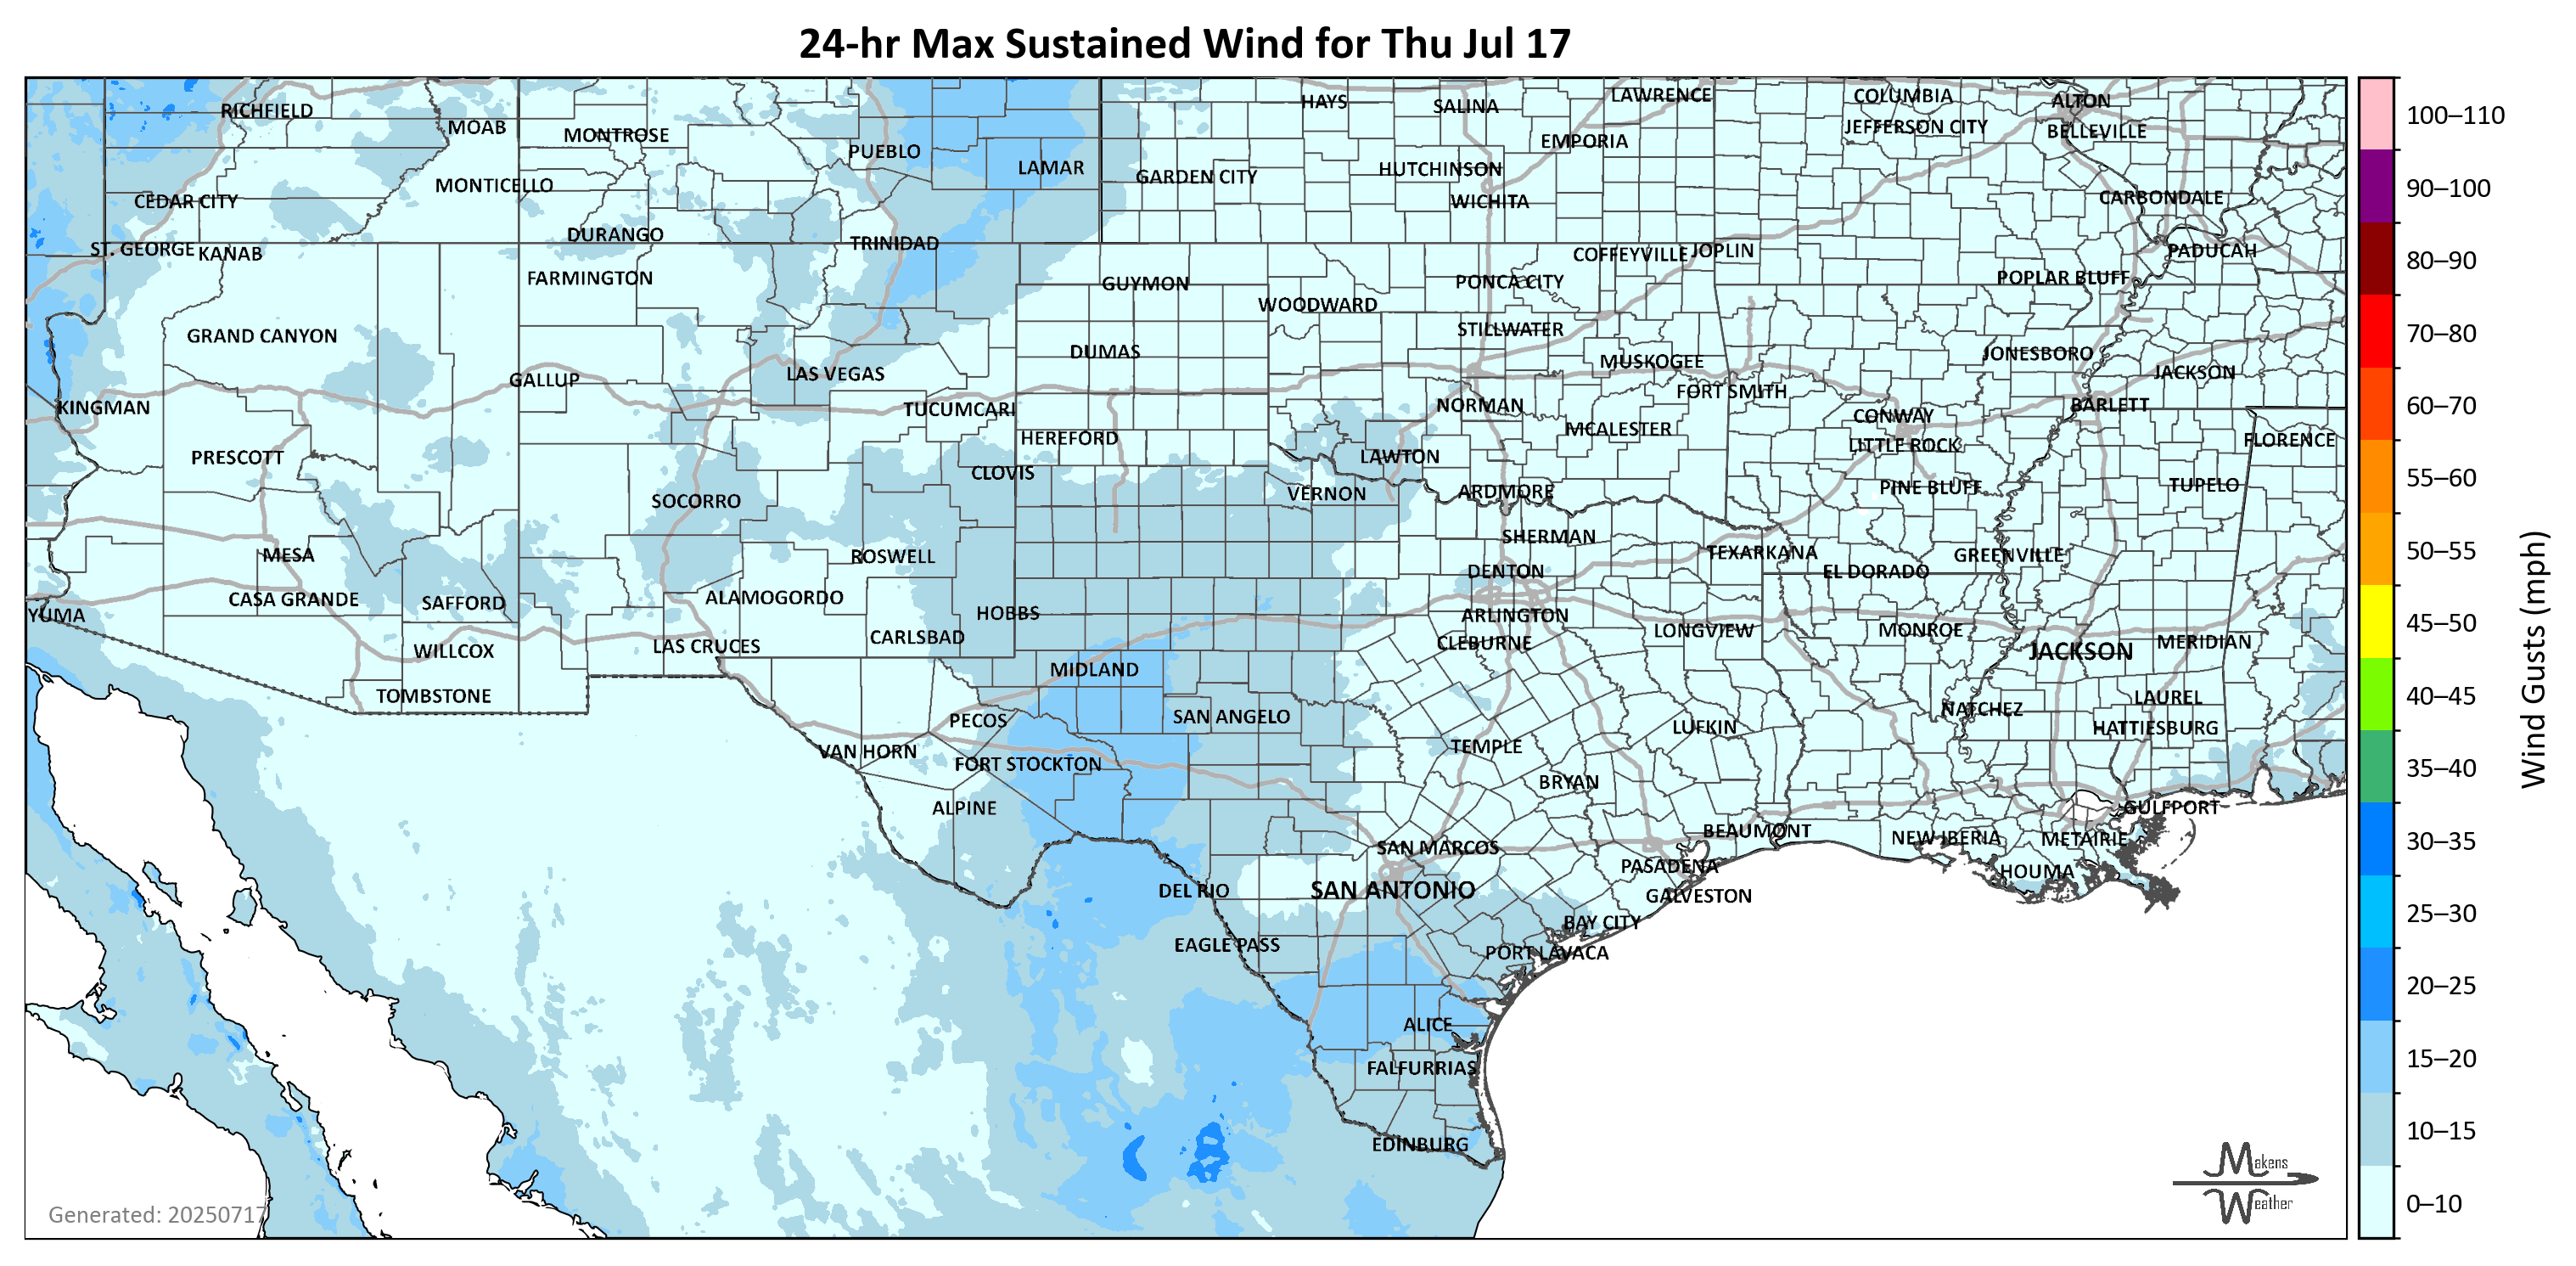 24-hr Max Sustained Wind for Thu Jul 17
RICHFIELD
MOAB
MONTROSE
PUEBLO
LAMAR
HAYS
SALINA
LAWRENCE
COLUMBIA
ALTON
EMPORIA
JEFFERSON CITY
BELLEVILLE
GARDEN CITY
HUTCHINSON
MONTICELLO
CEDAR CITY
WICHITA
CARBONDALE
DURANGO
TRINIDAD
ST. GEORGE
KANAB
COFFEYVILLE
JOPLIN
PADUCAH
FARMINGTON
GUYMON
PONCA CITY
POPLAR BLUFF
WOODWARD
GRAND CANYON
STILLWATER
DUMAS
MUSKOGEE
JONESBORO
JACKSON
GALLUP
LAS VEGAS
FORT SMITH
KINGMAN
TUCUMCARI
NORMAN
CONWAY
BARLETT
HEREFORD
MCALESTER
LITTLE ROCK
FLORENCE
PRESCOTT
CLOVIS
LAWTON
SOCORRO
VERNON
ARDMORE
PINE BLUFF
TUPELO
MESA
ROSWELL
SHERMAN
TEXARKANA
GREENVILLE
DENTON
EL DORADO
YUMA
CASA GRANDE
SAFFORD
ALAMOGORDO
HOBBS
ARLINGTON
WILLCOX
LAS CRUCES
CARLSBAD
CLEBURNE
LONGVIEW
MONROE
JACKSON
MERIDIAN
TOMBSTONE
MIDLAND
LAUREL
PECOS
SAN ANGELO
LUFKIN
NATCHEZ
HATTIESBURG
VAN HORN
FORT STOCKTON
TEMPLE
BRYAN
ALPINE
GULFPORT
SAN MARCOS
BEAUMONT
NEW IBERIA
METAIRIE
PASADENA
HOUMA
DEL RIO
SAN ANTONIO
GALVESTON
EAGLE PASS
BAY CITY
PORT LAVACA
ALICE
FALFURRIAS
EDINBURG
Generated: 20250717
Makens
Weather
100–110
90–100
80–90
70–80
60–70
55–60
50–55
45–50
40–45
35–40
30–35
25–30
20–25
15–20
10–15
0–10
Wind Gusts (mph)